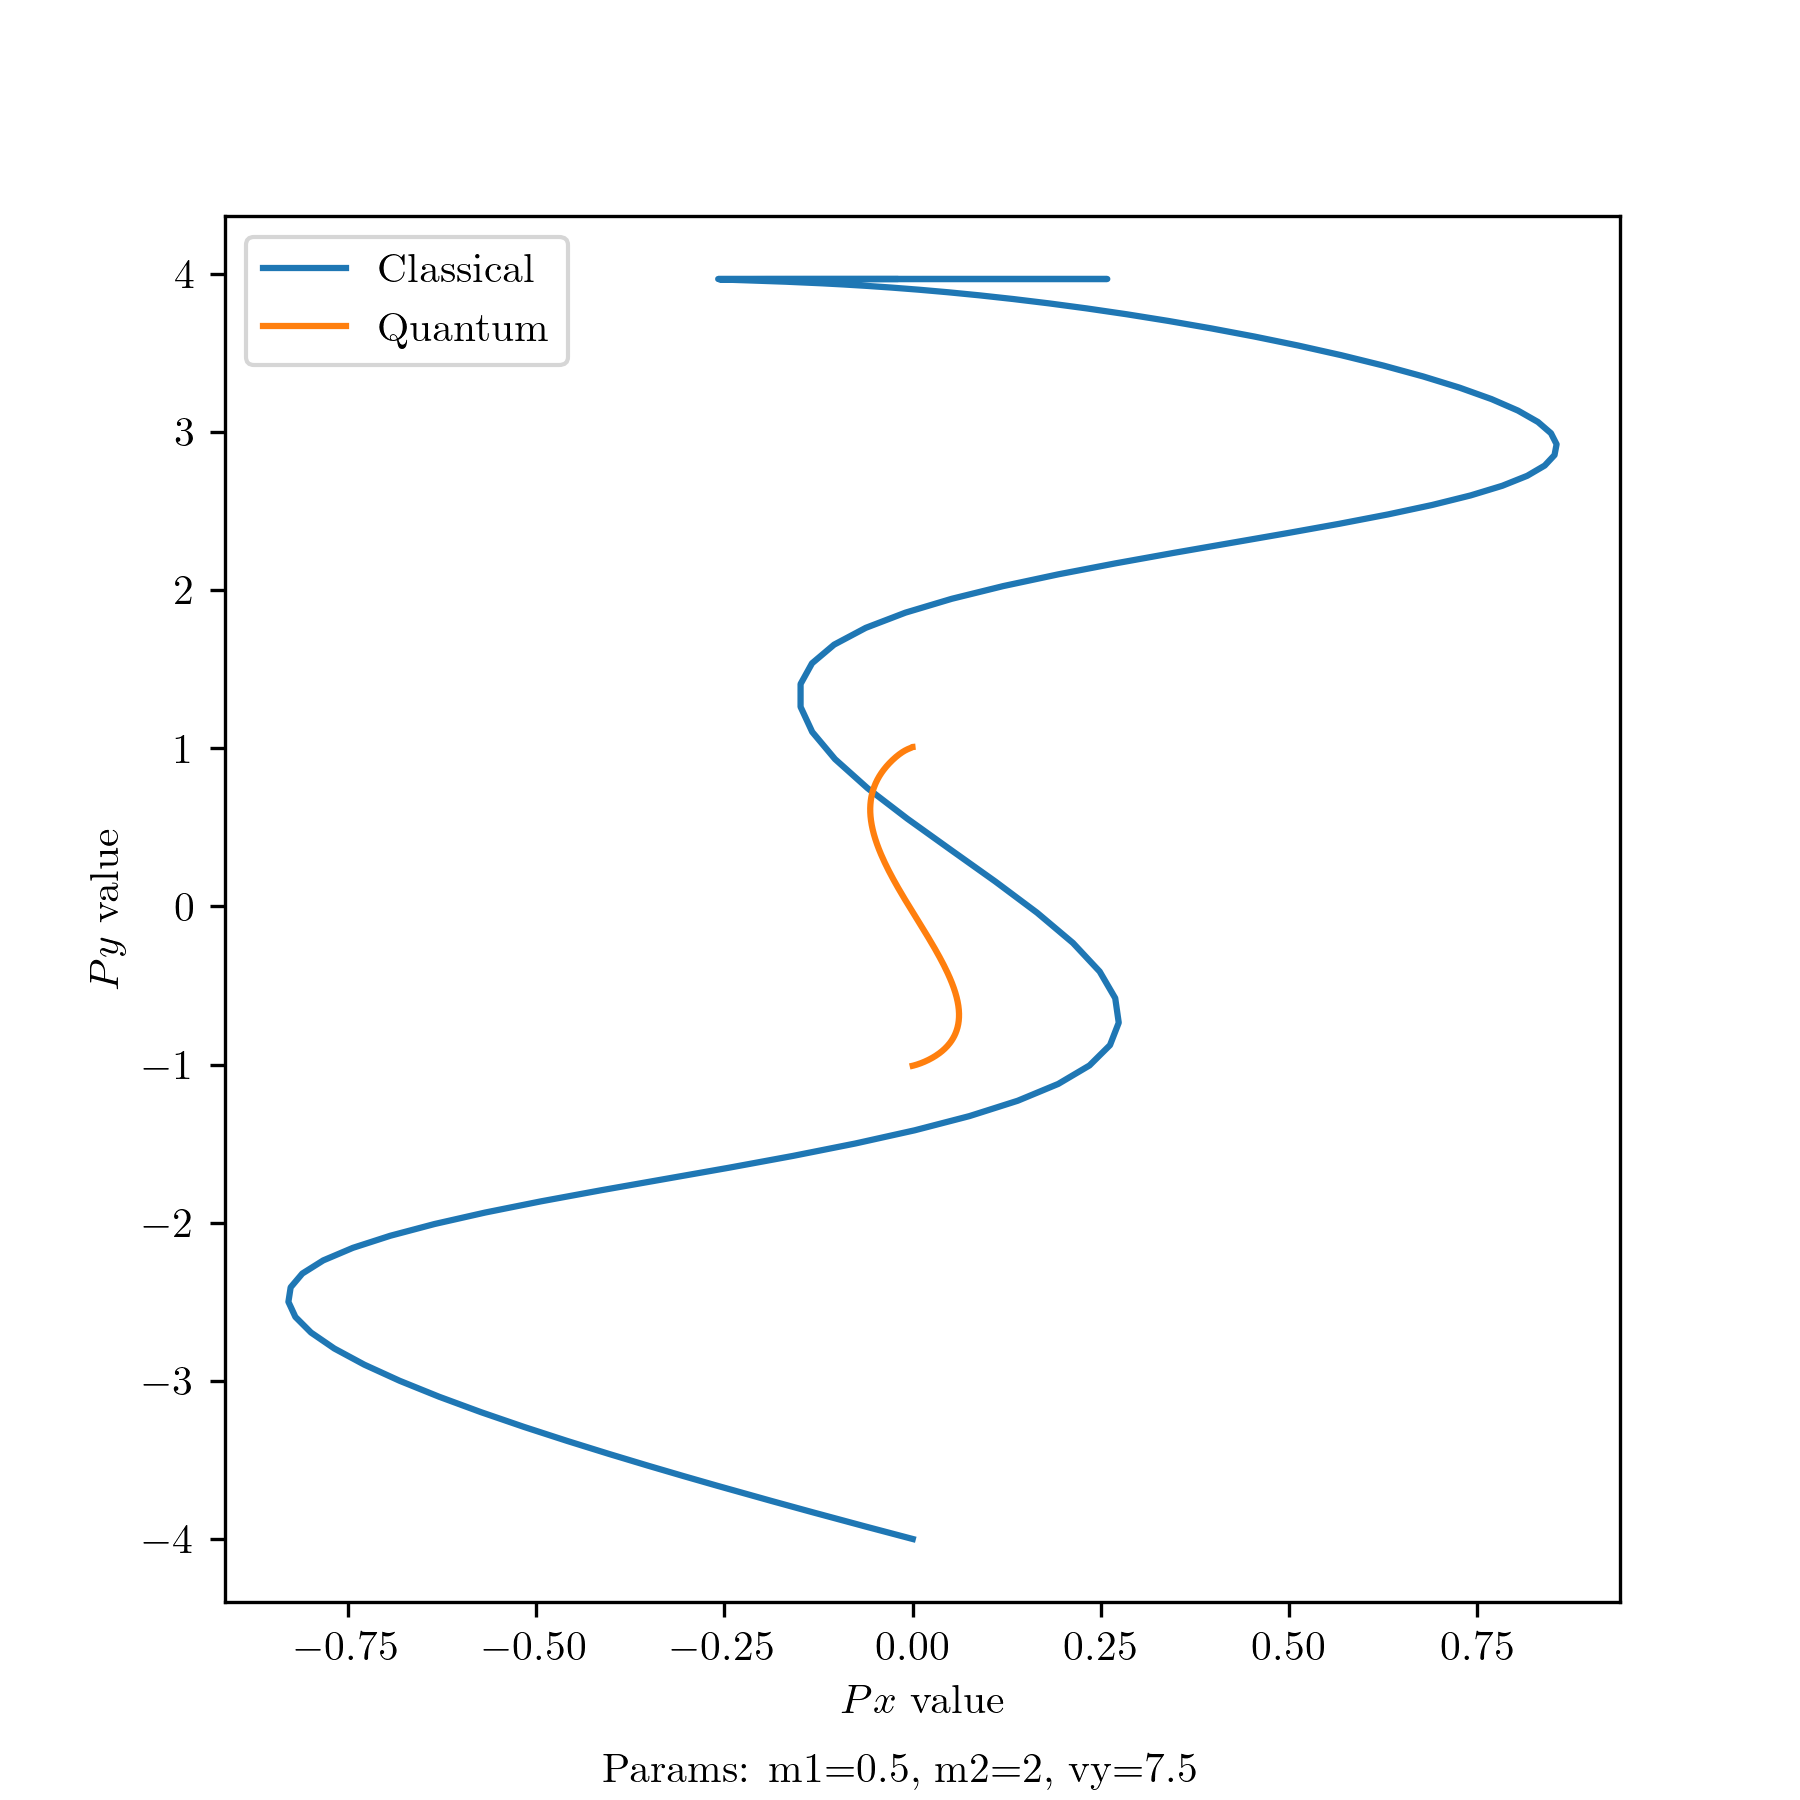 Classical
Quantum
4
3
2
1
0
−1
−2
−3
−4
Py value
−0.75 −0.50 −0.25 0.00 0.25 0.50 0.75
Px value
Params: m1=0.5, m2=2, vy=7.5